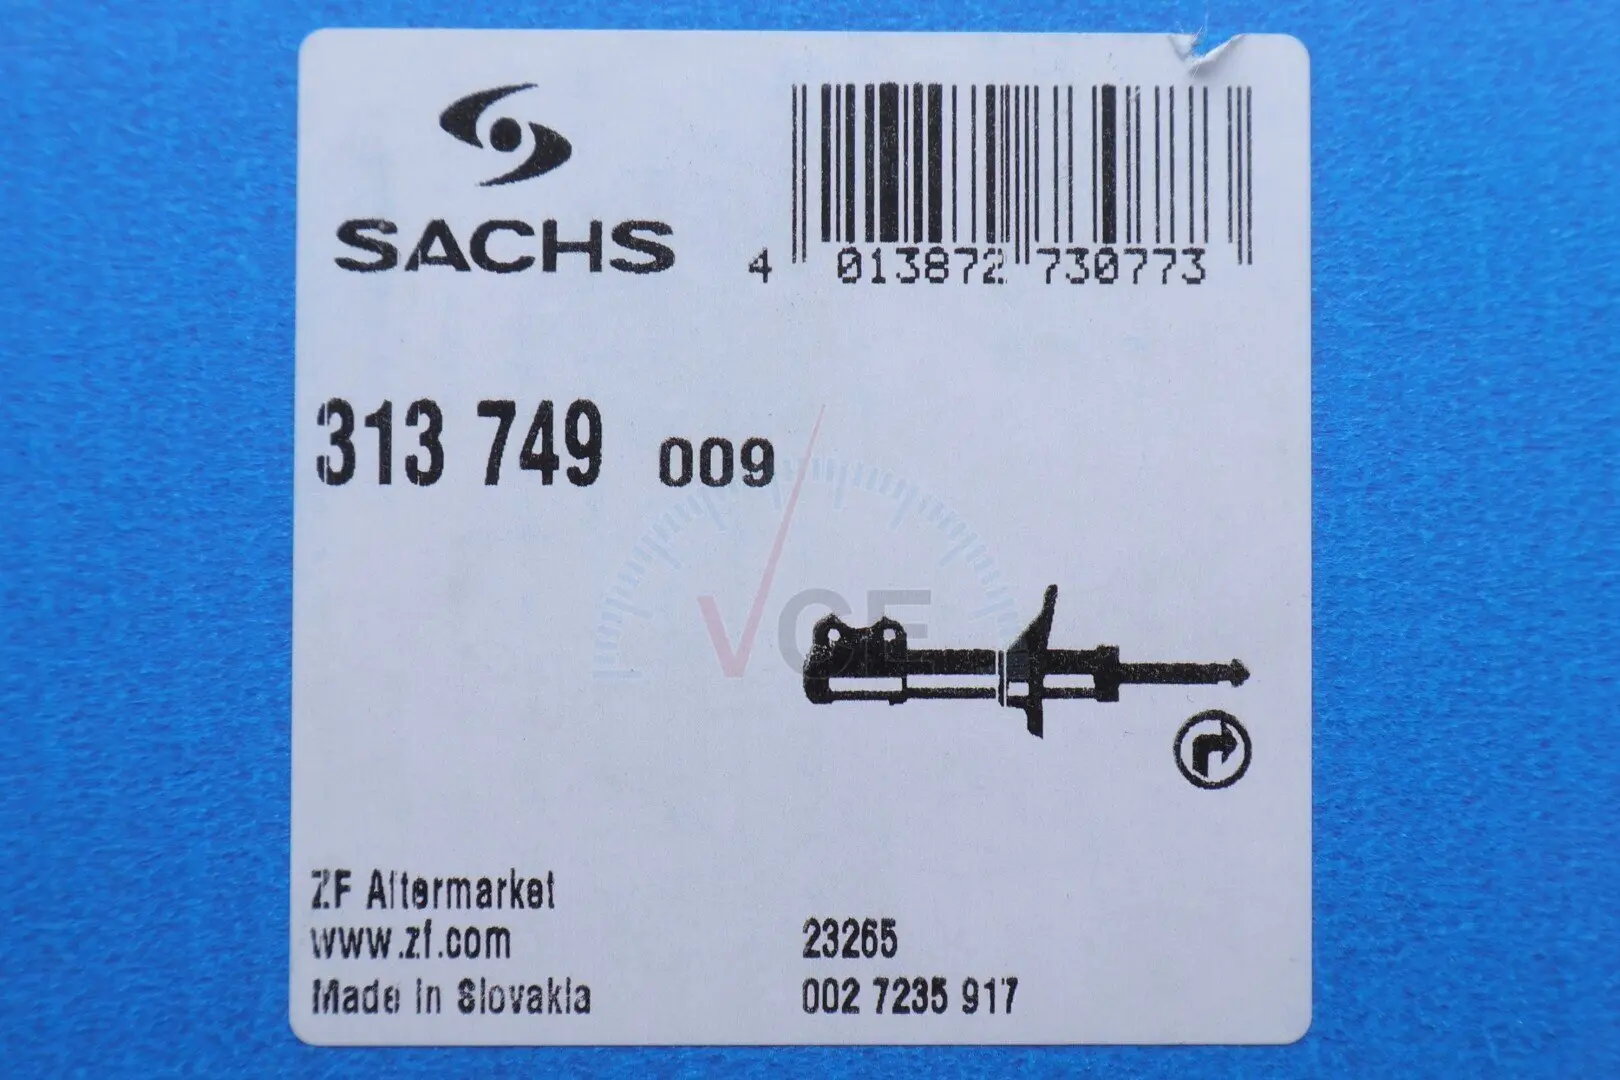 SACHS
4 013872 730773
313 749 009
VCE
ZF Aftermarket
www.zf.com
Made in Slovakia
23265
002 7235 917